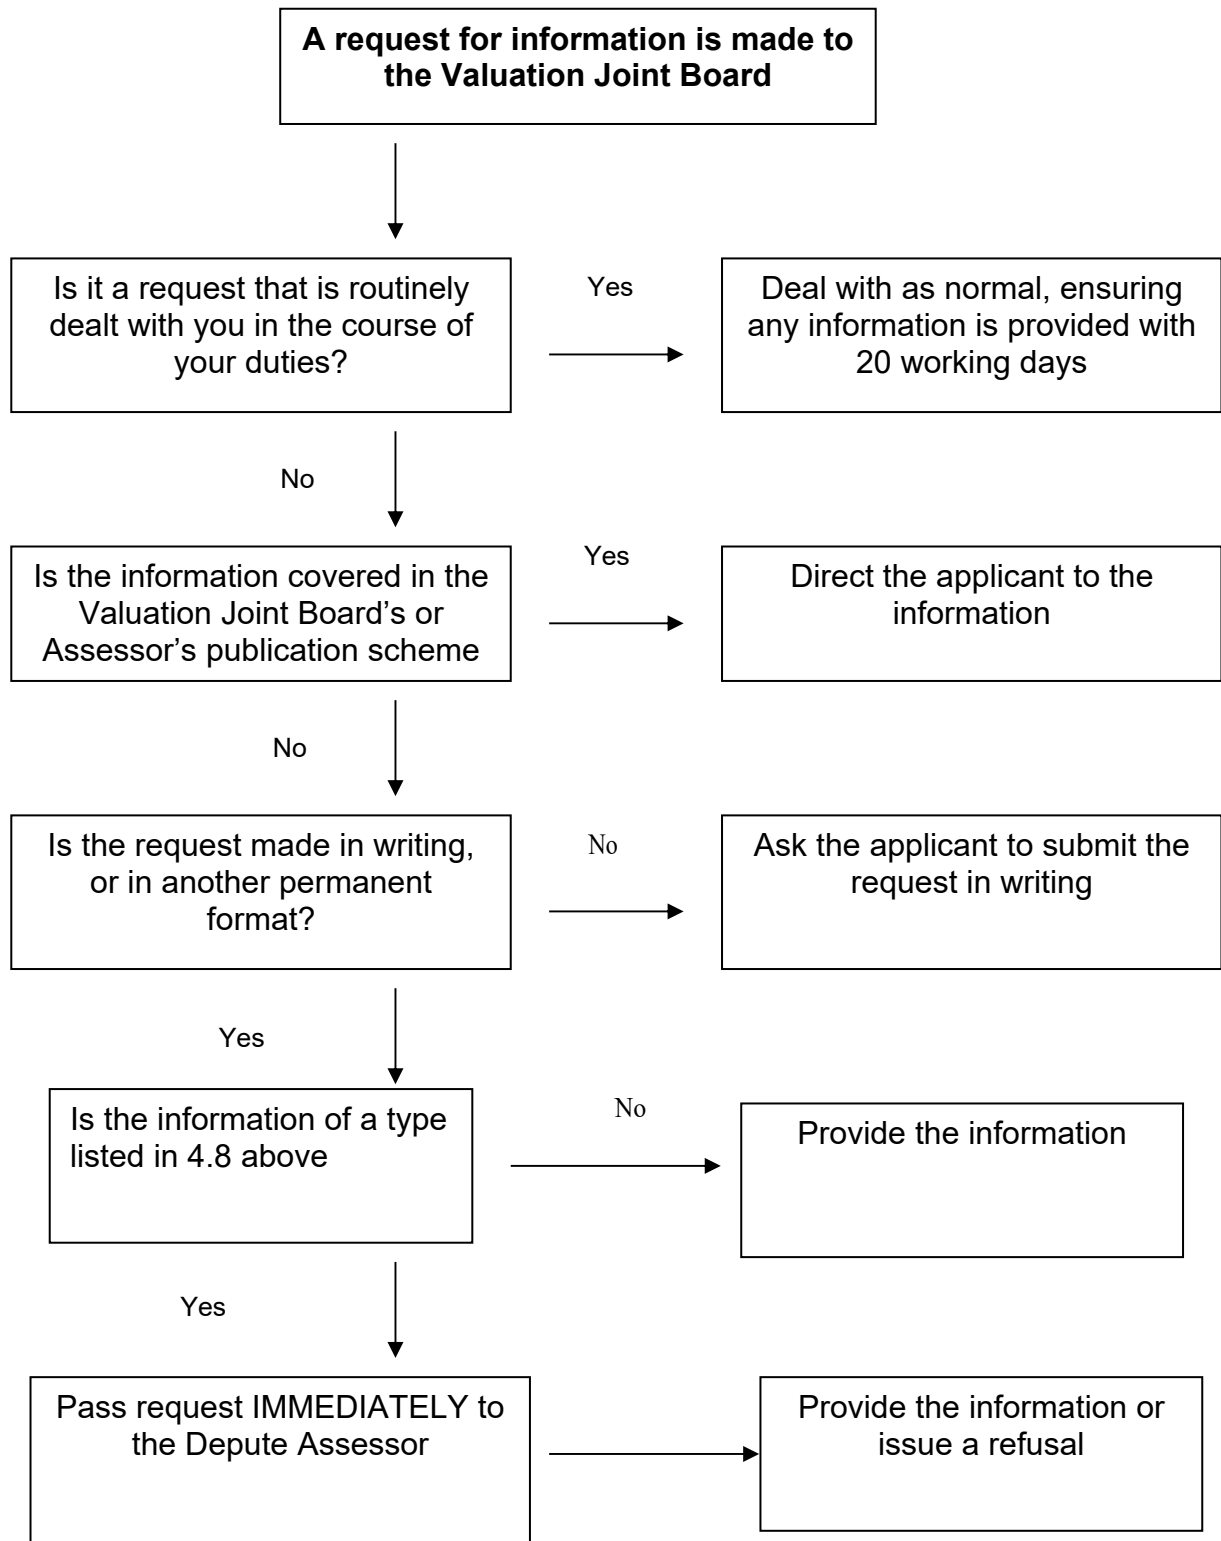 A request for information is made to
the Valuation Joint Board
Is it a request that is routinely
dealt with you in the course of
your duties?
Yes
Deal with as normal, ensuring
any information is provided with
20 working days
No
Is the information covered in the
Valuation Joint Board’s or
Assessor’s publication scheme
Yes
Direct the applicant to the
information
No
Is the request made in writing,
or in another permanent
format?
No
Ask the applicant to submit the
request in writing
Yes
Is the information of a type
listed in 4.8 above
No
Provide the information
Yes
Pass request IMMEDIATELY to
the Depute Assessor
Provide the information or
issue a refusal